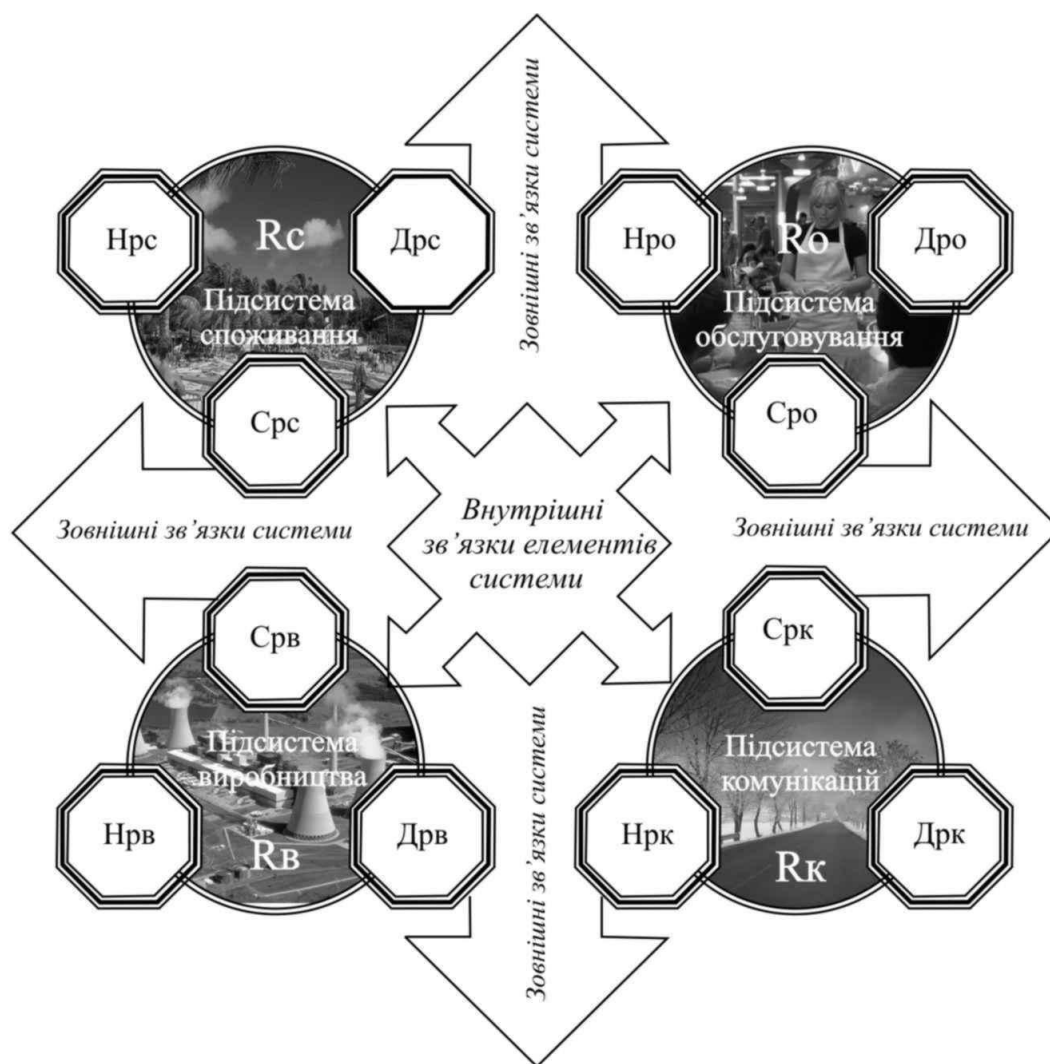 Зовнішні зв’язки системи
Нрс
Rс
Дрс
Підсистема
споживання
Срс
Нро
Rо
Дро
Підсистема
обслуговування
Сро
Зовнішні зв’язки системи
Внутрішні
зв’язки елементів
системи
Зовнішні зв’язки системи
Срв
Підсистема
виробництва
Нрв
Rв
Дрв
Срк
Підсистема
комунікацій
Нрк
Rк
Дрк
Зовнішні зв’язки системи